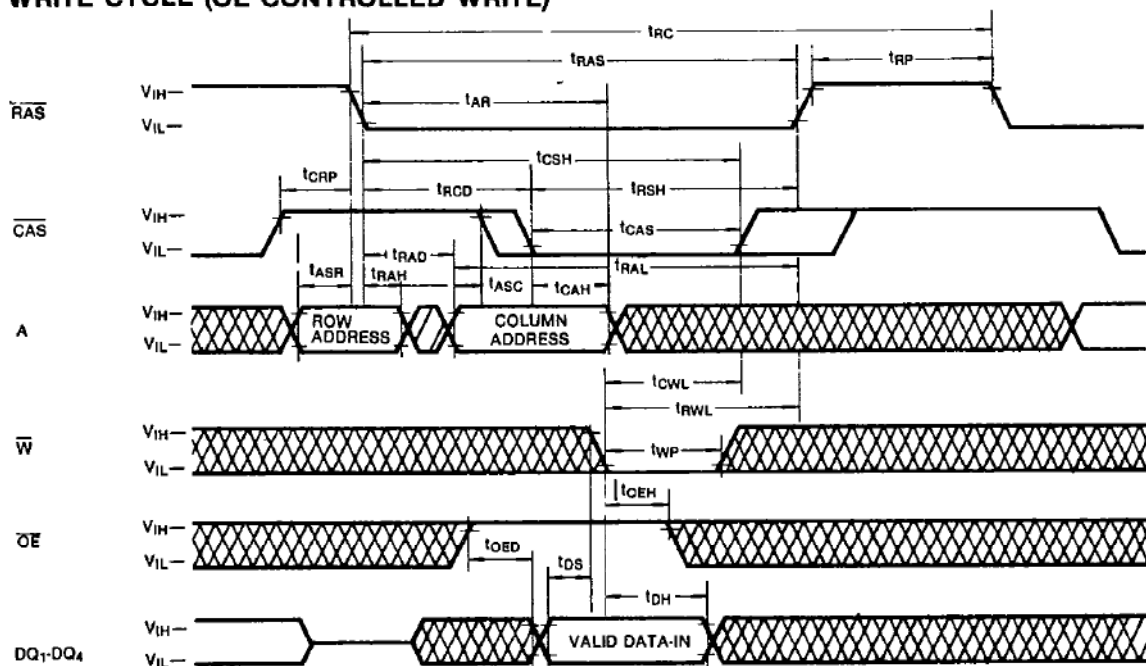 WRITE CYCLE (OE CONTROLLED WRITE)
tRC
tRAS
tRP
tAR
RAS
VIH
VIL
tCSH
tCRP
tRCD
tRSH
CAS
VIH
VIL
tCAS
tRAD
tRAL
tASR
tRAH
tASC
tCAH
A
VIH
VIL
ROW
ADDRESS
COLUMN
ADDRESS
tCWL
tRWL
W
VIH
VIL
tWP
tOEH
OE
VIH
VIL
tOED
tDS
tDH
DQ1-DQ4
VIH
VIL
VALID DATA-IN